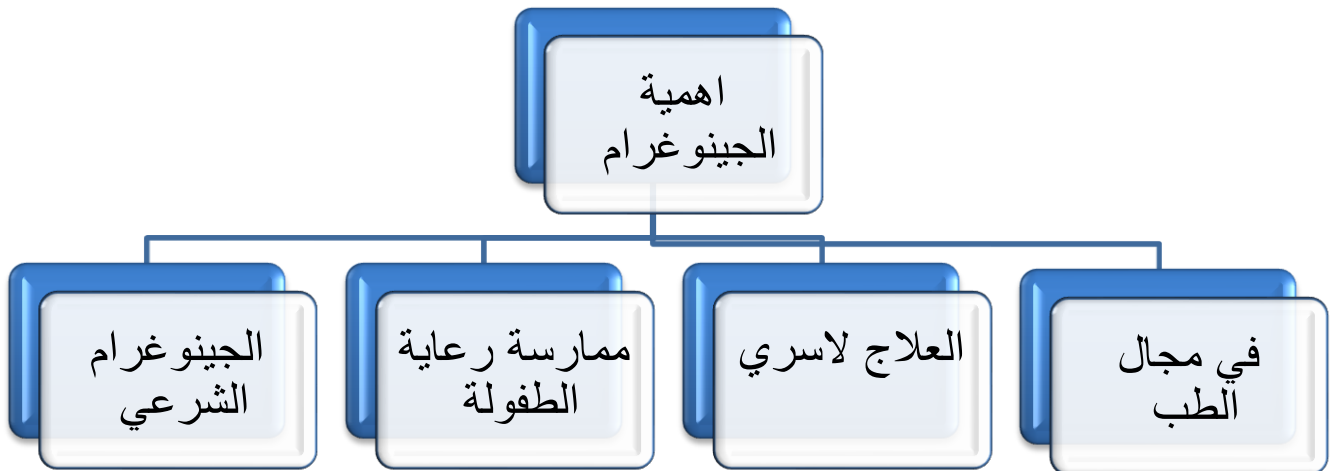 اهمية
الجينوغرام
في مجال
الطب
العلاج لاسري
ممارسة رعاية
الطفولة
الجينوغرام
الشرعي